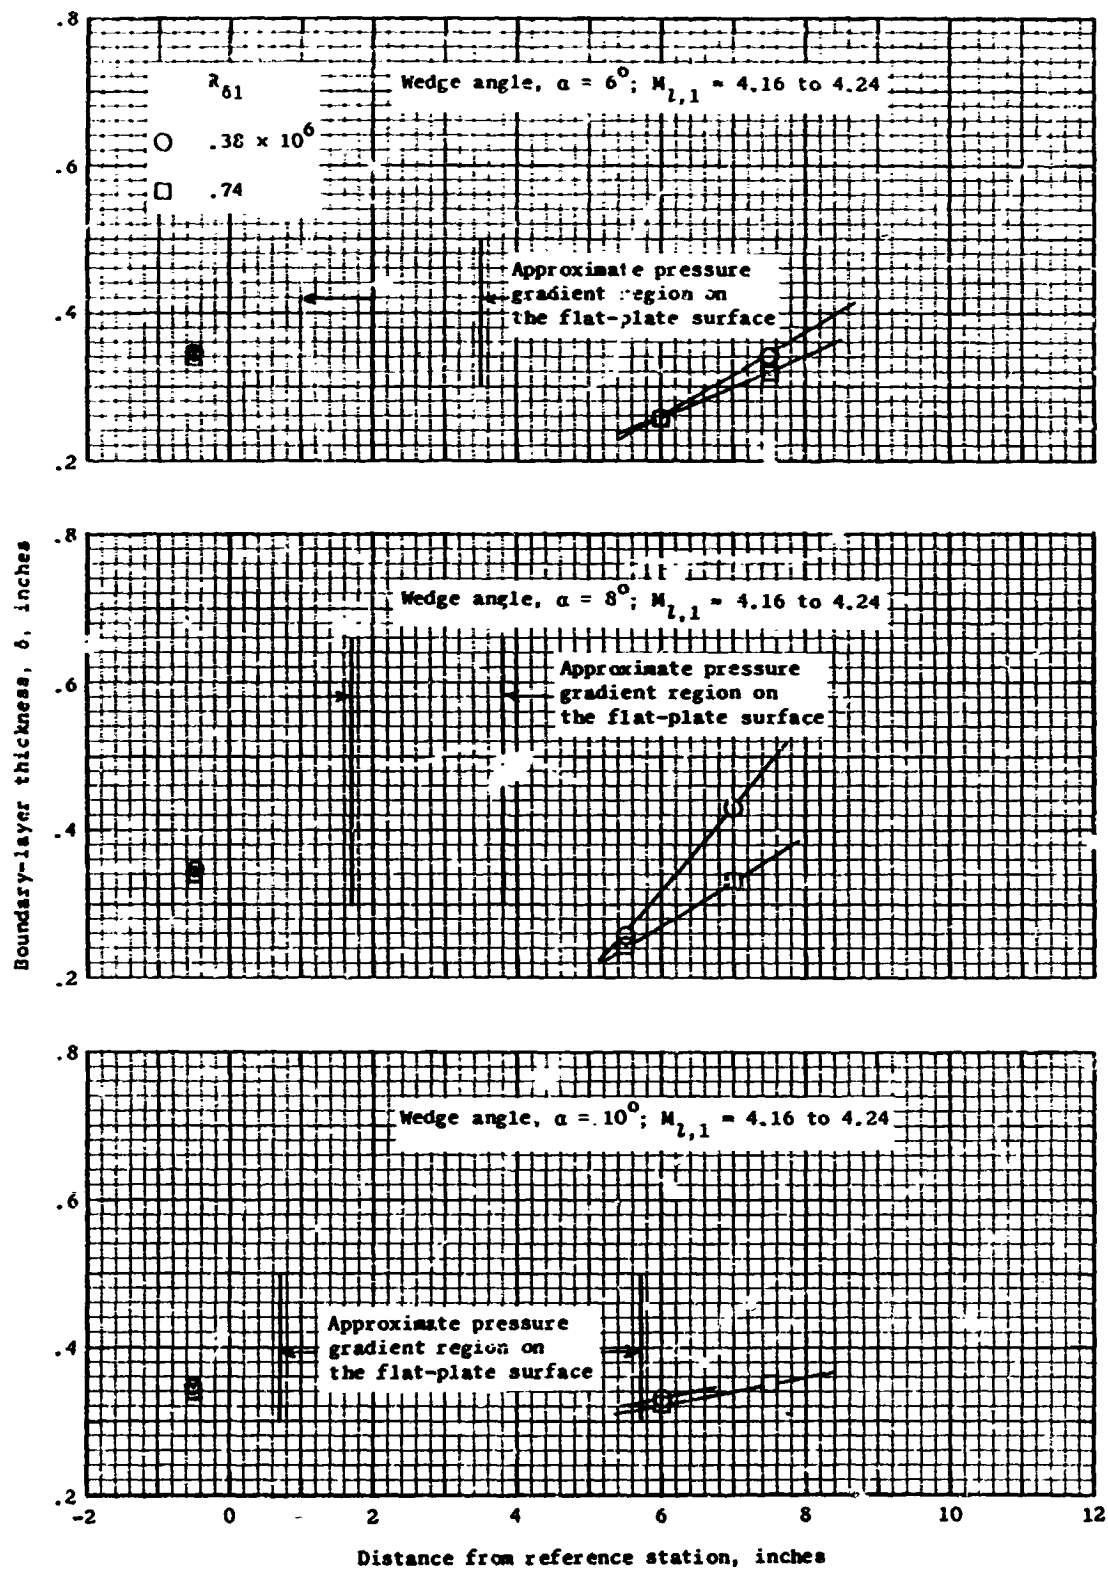 .8
R δ1
Wedge angle, α = 6°; M l,1 = 4.16 to 4.24
○ .38 × 10^6
.6
□ .74
Approximate pressure
gradient region on
the flat-plate surface
.4
.2
Boundary-layer thickness, δ, inches
.8
Wedge angle, α = 8°; M l,1 = 4.16 to 4.24
Approximate pressure
gradient region on
the flat-plate surface
.6
.4
.2
.8
Wedge angle, α = 10°; M l,1 = 4.16 to 4.24
.6
Approximate pressure
gradient region on
the flat-plate surface
.4
.2
-2 0 2 4 6 8 10 12
Distance from reference station, inches